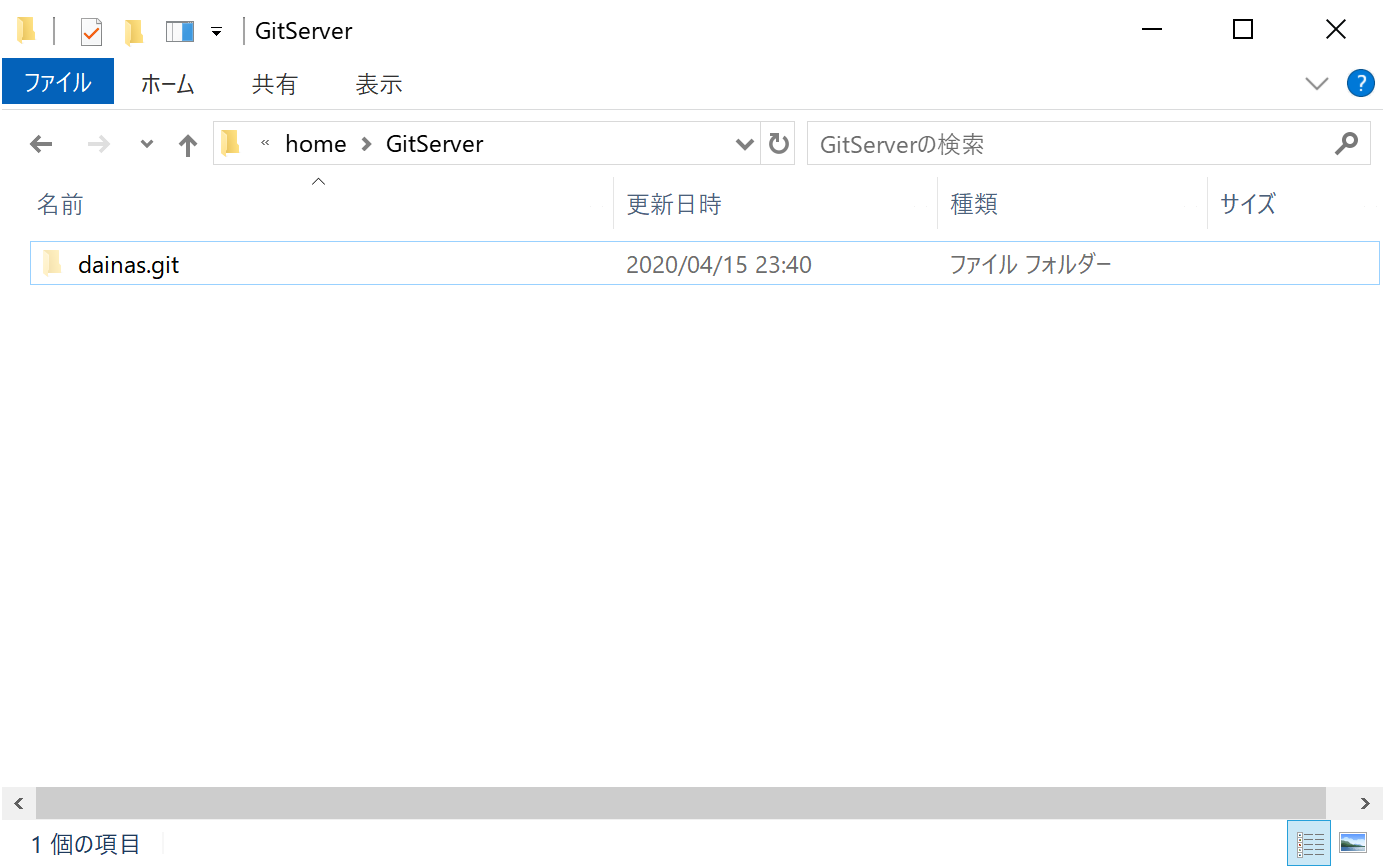 GitServer
ファイル ホーム 共有 表示 ?
« home GitServer GitServerの検索
名前 更新日時 種類 サイズ
dainas.git 2020/04/15 23:40 ファイル フォルダー
1 個の項目